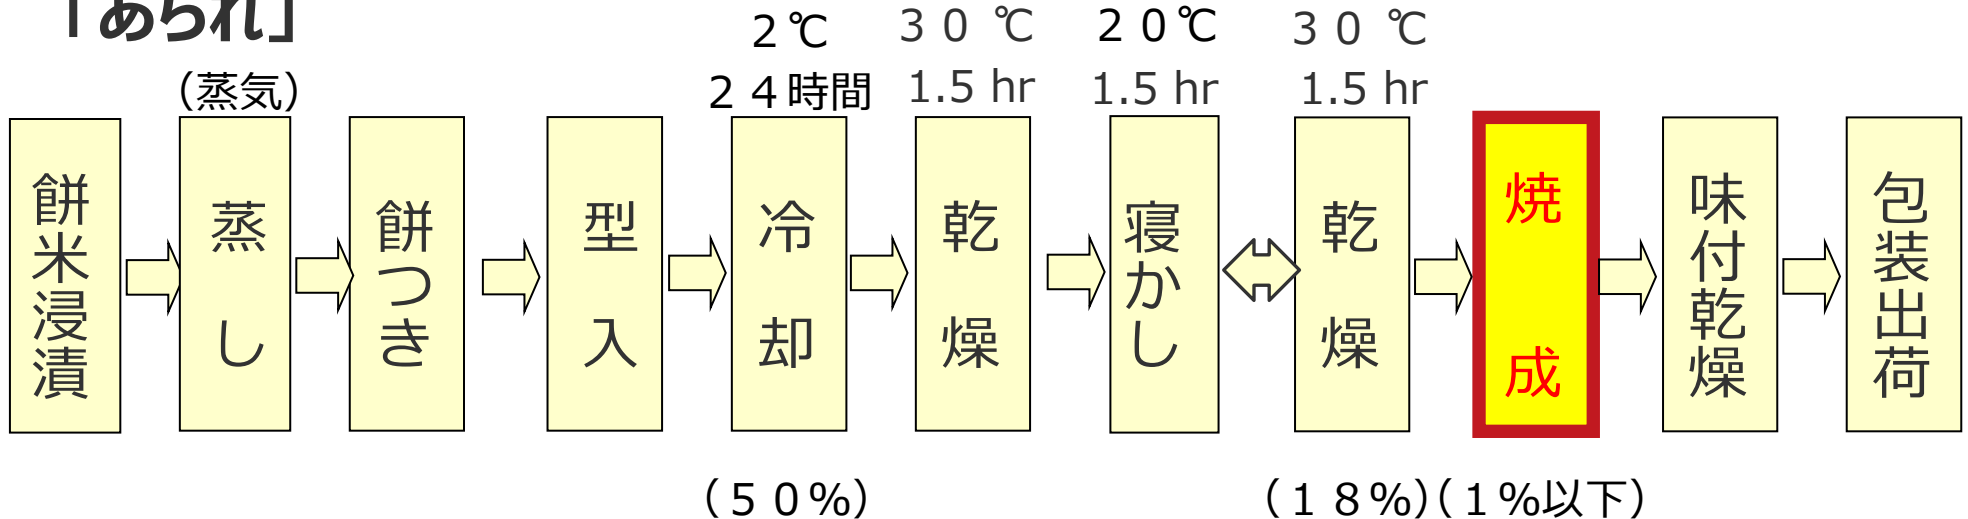 「あられ」
（蒸気）
２℃
２４時間
３０ ℃
1.5 hr
２０℃
1.5 hr
３０ ℃
1.5 hr
餅米浸漬
蒸し
餅つき
型入
冷却
乾燥
寝かし
乾燥
焼成
味付乾燥
包装出荷
（５０%）
（１８%）
（１%以下）